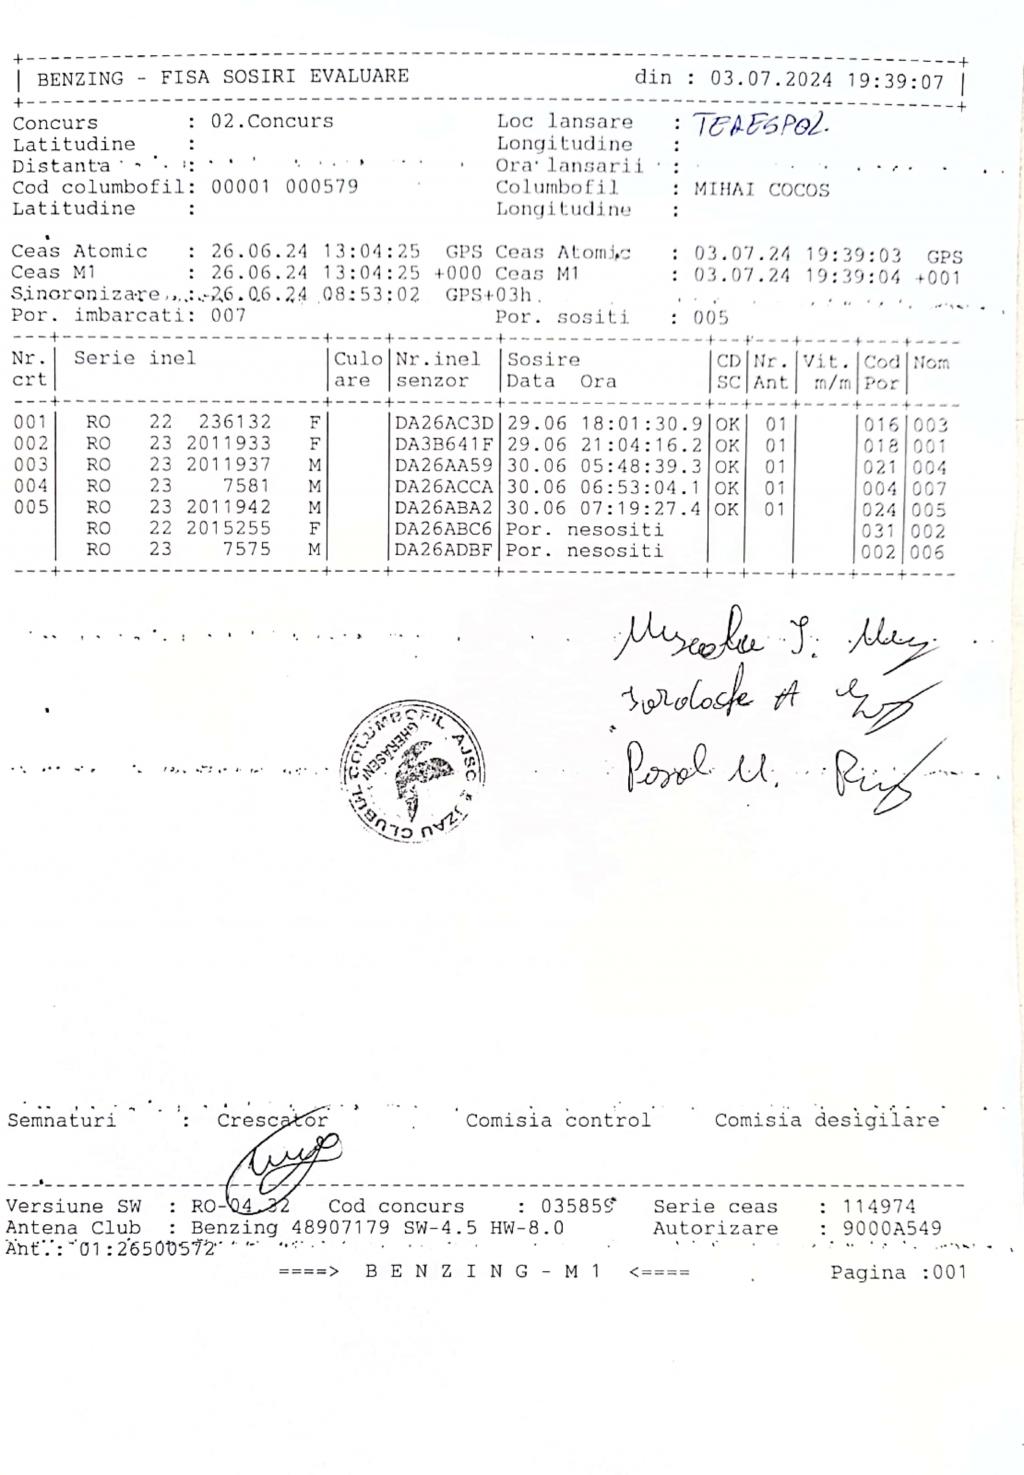 BENZING - FISA SOSIRI EVALUARE din : 03.07.2024 19:39:07
Concurs : 02.Concurs Loc lansare : TERESPOL.
Latitudine : Longitudine :
Distanta : Ora lansarii :
Cod columbofil: 00001 000579 Columbofil : MIHAI COCOS
Latitudine : Longitudine :
Ceas Atomic : 26.06.24 13:04:25 GPS Ceas Atomic : 03.07.24 19:39:03 GPS
Ceas M1 : 26.06.24 13:04:25 +000 Ceas M1 : 03.07.24 19:39:04 +001
Sincronizare : 26.06.24 08:53:02 GPS+03h
Por. imbarcati: 007 Por. sositi : 005
Nr. Serie inel Culo Nr.inel Sosire CD Nr. Vit. Cod Nom
crt are senzor Data Ora SC Ant m/m Por
001 RO 22 236132 F DA26AC3D 29.06 18:01:30.9 OK 01 016 003
002 RO 23 2011933 F DA3B641F 29.06 21:04:16.2 OK 01 018 001
003 RO 23 2011937 M DA26AA59 30.06 05:48:39.3 OK 01 021 004
004 RO 23 7581 M DA26ACCA 30.06 06:53:04.1 OK 01 004 007
005 RO 23 2011942 M DA26ABA2 30.06 07:19:27.4 OK 01 024 005
RO 22 2015255 F DA26ABC6 Por. nesositi 031 002
RO 23 7575 M DA26ADBF Por. nesositi 002 006
CLUBUL COLUMBOFIL AJSC BUZAU
GHERASENI
Semnaturi : Crescator Comisia control Comisia desigilare
Versiune SW : RO-04.32 Cod concurs : 035859 Serie ceas : 114974
Antena Club : Benzing 48907179 SW-4.5 HW-8.0 Autorizare : 9000A549
Ant.: 01:26500572
====> B E N Z I N G - M 1 <==== Pagina :001